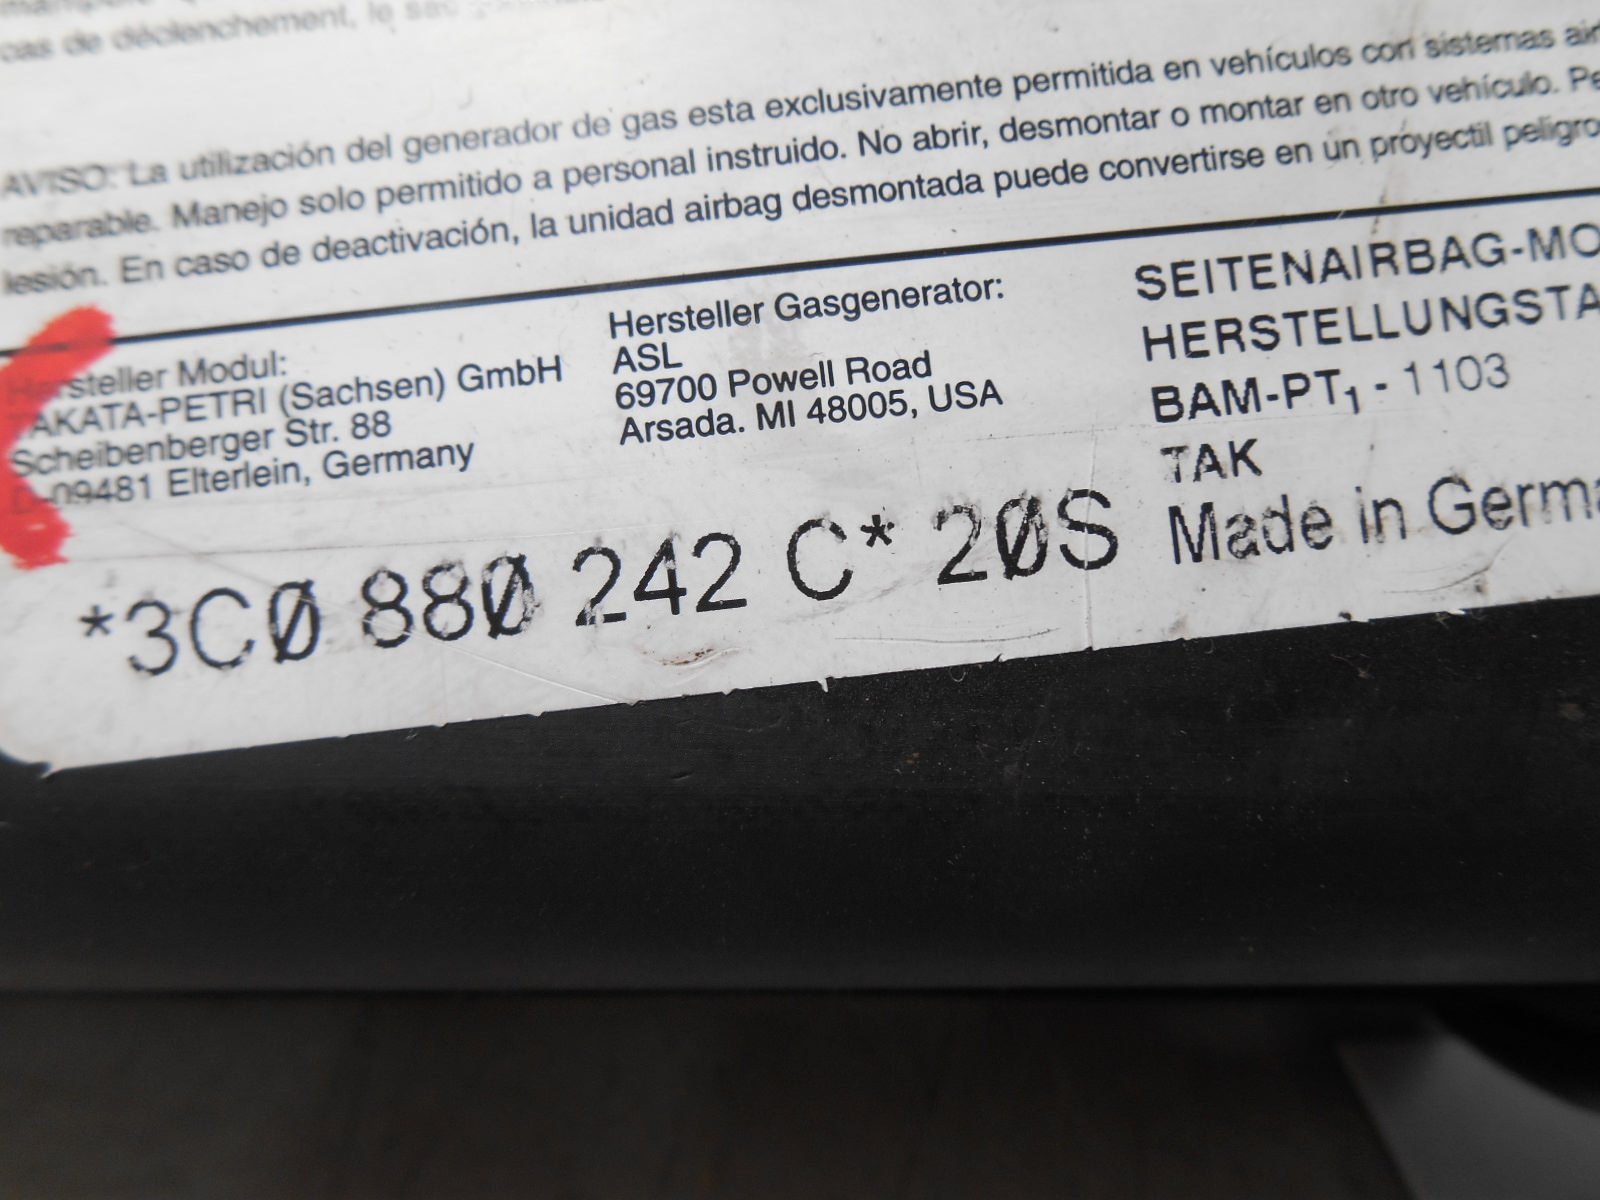 cas de déclenchement, le sac
AVISO: La utilización del generador de gas esta exclusivamente permitida en vehículos con sistemas
reparable. Manejo solo permitido a personal instruido. No abrir, desmontar o montar en otro vehículo.
lesión. En caso de deactivación, la unidad airbag desmontada puede convertirse en un proyectil
Hersteller Modul:
TAKATA-PETRI (Sachsen) GmbH
Scheibenberger Str. 88
D-09481 Elterlein, Germany
Hersteller Gasgenerator:
ASL
69700 Powell Road
Arsada. MI 48005, USA
SEITENAIRBAG-MO
HERSTELLUNGSTA
BAM-PT1 - 1103
TAK
Made in Germa
*3C0 880 242 C* 20S